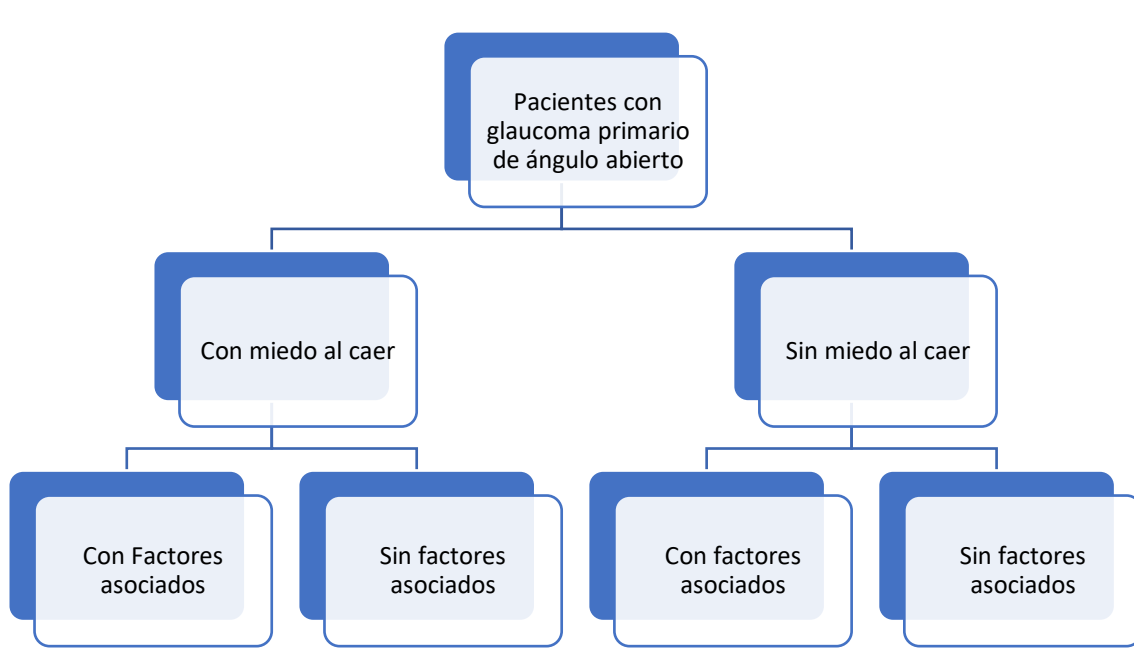 Pacientes con
glaucoma primario
de ángulo abierto
Con miedo al caer
Sin miedo al caer
Con Factores
asociados
Sin factores
asociados
Con factores
asociados
Sin factores
asociados